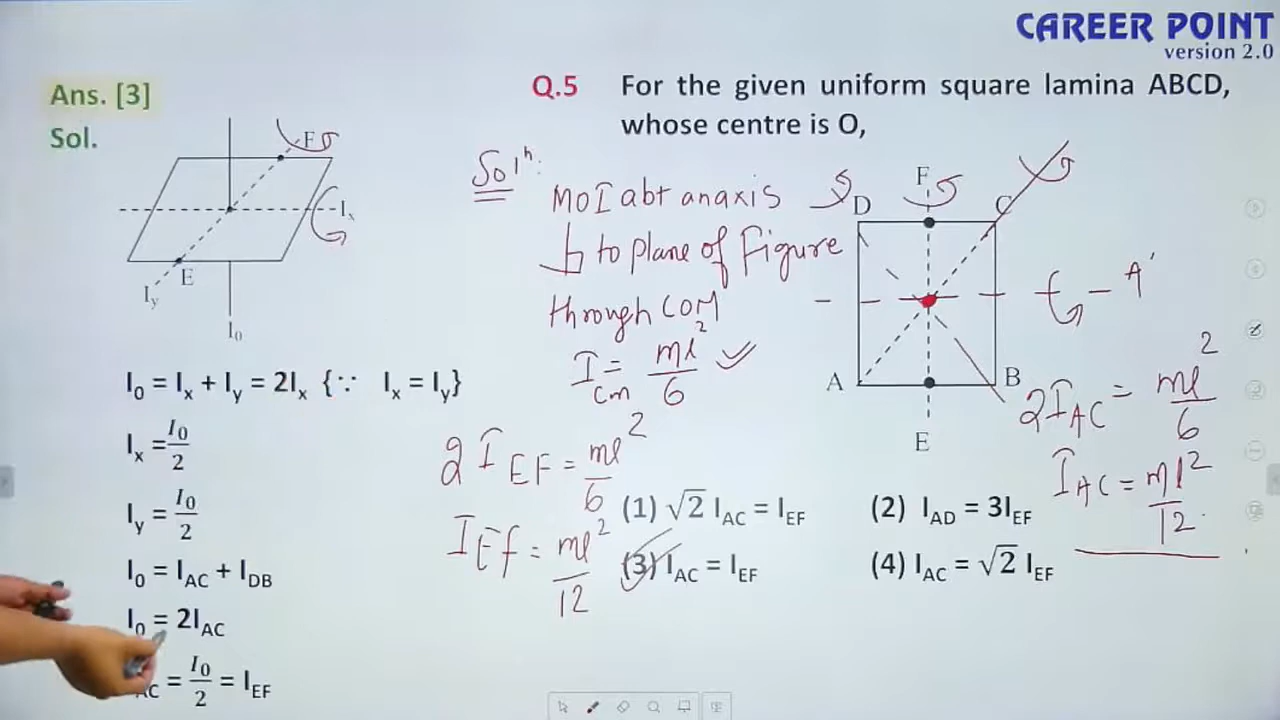 CAREER POINT
version 2.0
Ans. [3]
Sol.
F
I_x
E
I_y
I_0
I_0 = I_x + I_y = 2I_x {∵ I_x = I_y}
I_x = I_0/2
I_y = I_0/2
I_0 = I_AC + I_DB
I_0 = 2I_AC
AC = I_0/2 = I_EF
Q.5 For the given uniform square lamina ABCD,
whose centre is O,
Solⁿ:
MoI abt an axis
⊥ to plane of Figure
through COM
I_cm = ml²/6
2 I_EF = ml²/6
I_Ef = ml²/12
F
D
C
A'
A
B
E
2I_AC = ml²/6
I_AC = ml²/12
(1) √2 I_AC = I_EF
(2) I_AD = 3I_EF
(3) I_AC = I_EF
(4) I_AC = √2 I_EF